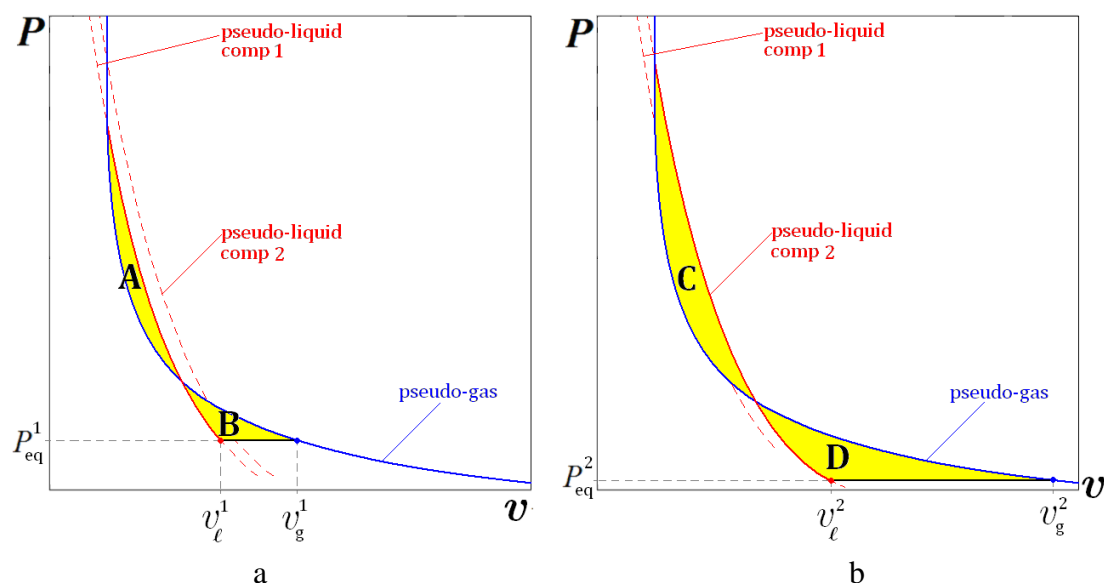 P
pseudo-liquid
comp 1
A
pseudo-liquid
comp 2
pseudo-gas
B
P¹eq
v¹ℓ
v¹g
v
a
P
pseudo-liquid
comp 1
C
pseudo-liquid
comp 2
pseudo-gas
D
P²eq
v²ℓ
v²g
v
b